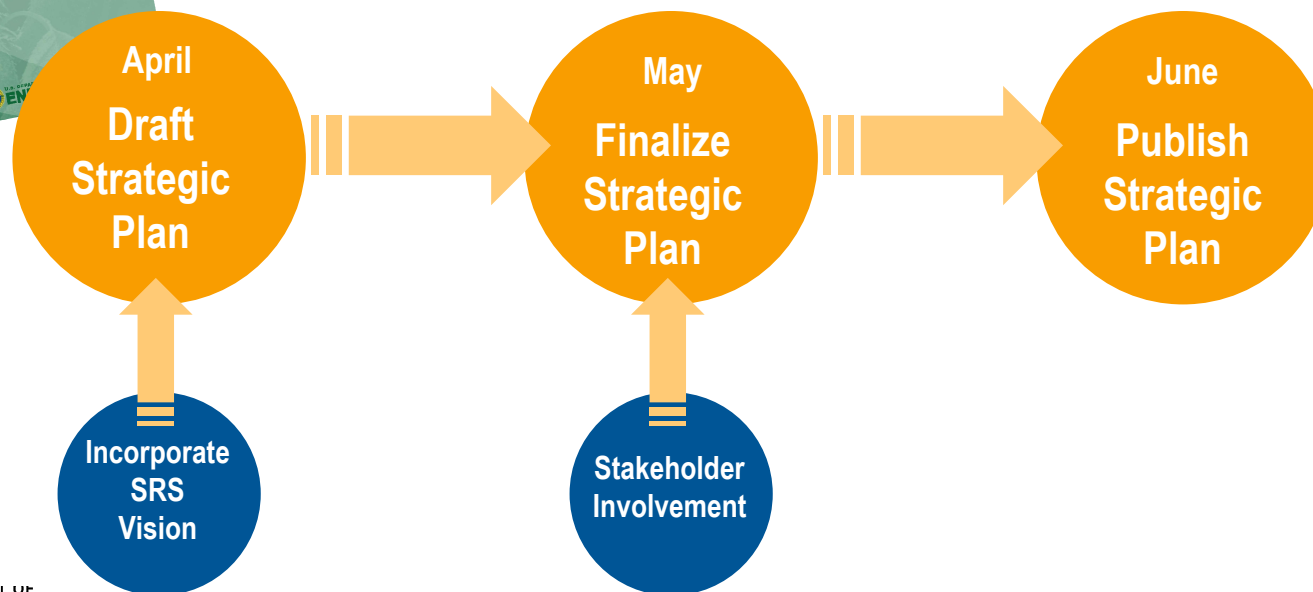 April
Draft
Strategic
Plan
May
Finalize
Strategic
Plan
June
Publish
Strategic
Plan
Incorporate
SRS
Vision
Stakeholder
Involvement